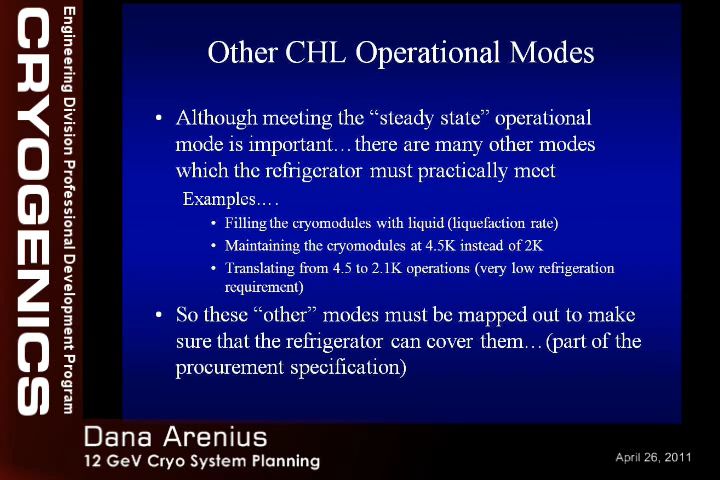 CRYOGENICS
Engineering Division Professional Development Program
Other CHL Operational Modes
• Although meeting the “steady state” operational
mode is important…there are many other modes
which the refrigerator must practically meet
Examples….
• Filling the cryomodules with liquid (liquefaction rate)
• Maintaining the cryomodules at 4.5K instead of 2K
• Translating from 4.5 to 2.1K operations (very low refrigeration
requirement)
• So these “other” modes must be mapped out to make
sure that the refrigerator can cover them…(part of the
procurement specification)
Dana Arenius
12 GeV Cryo System Planning
April 26, 2011